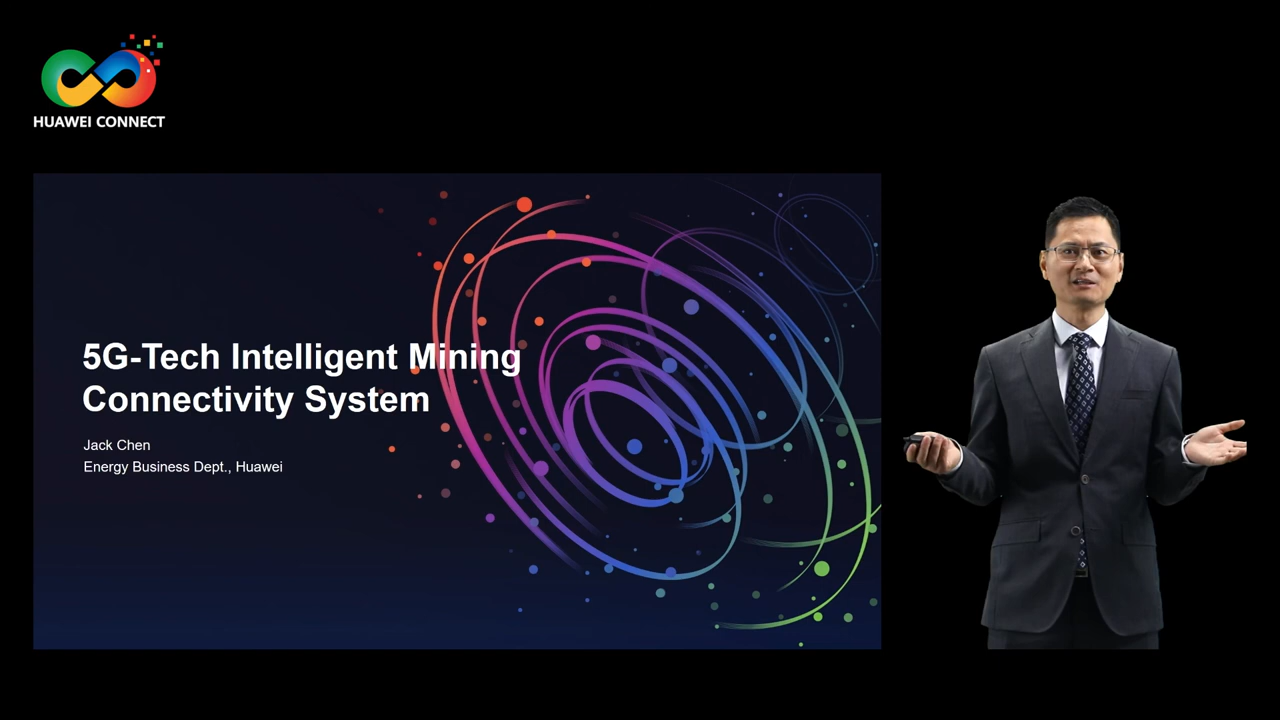 HUAWEI CONNECT
5G-Tech Intelligent Mining
Connectivity System
Jack Chen
Energy Business Dept., Huawei